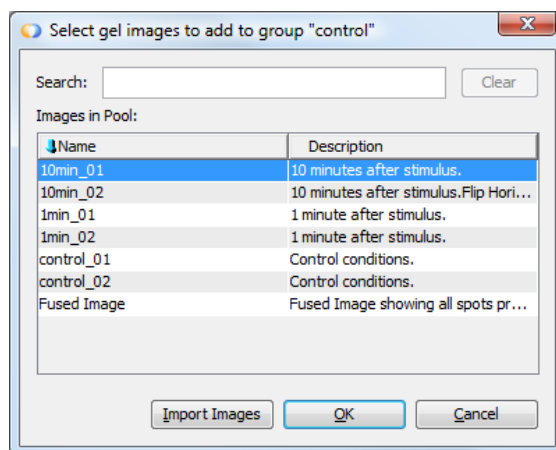 Select gel images to add to group "control"
Search: Clear
Images in Pool:
Name Description
10min_01 10 minutes after stimulus.
10min_02 10 minutes after stimulus.Flip Hori...
1min_01 1 minute after stimulus.
1min_02 1 minute after stimulus.
control_01 Control conditions.
control_02 Control conditions.
Fused Image Fused Image showing all spots pr...
Import Images OK Cancel